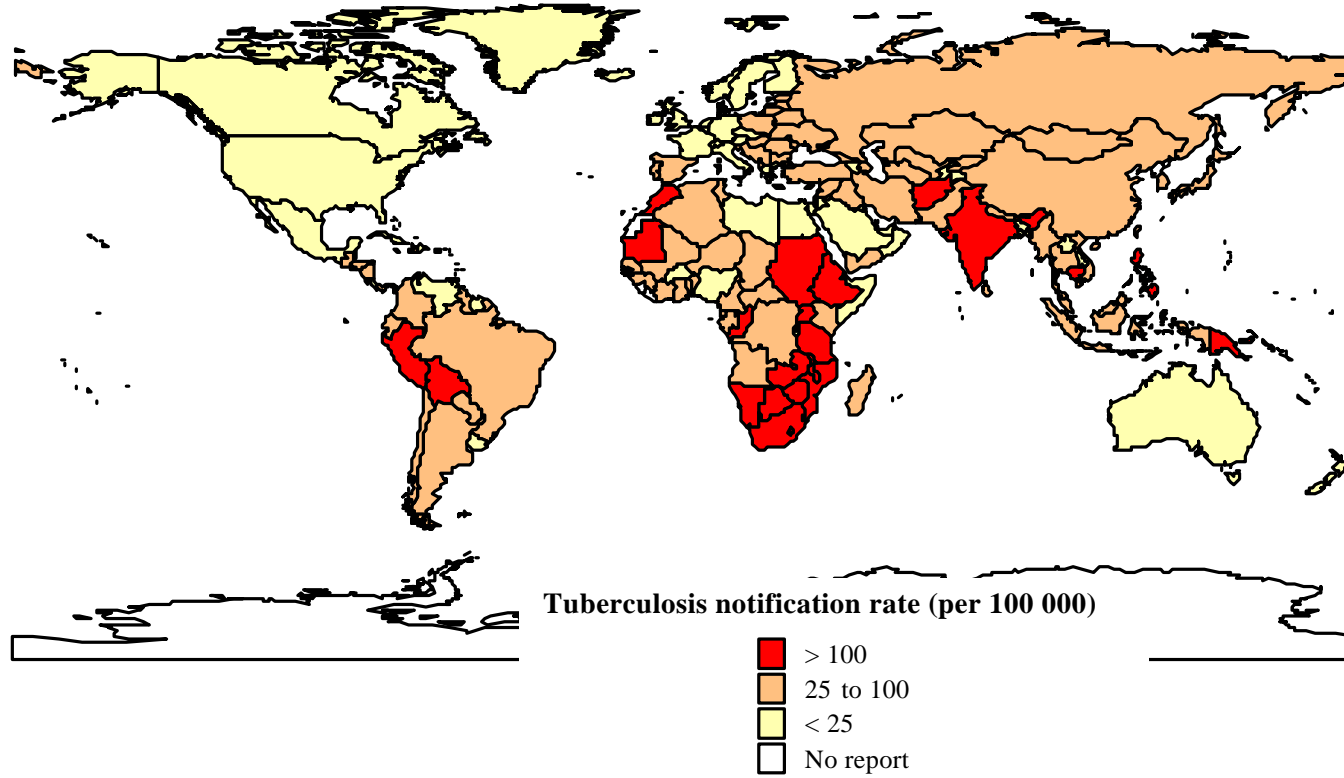 Tuberculosis notification rate (per 100 000)
> 100
25 to 100
< 25
No report